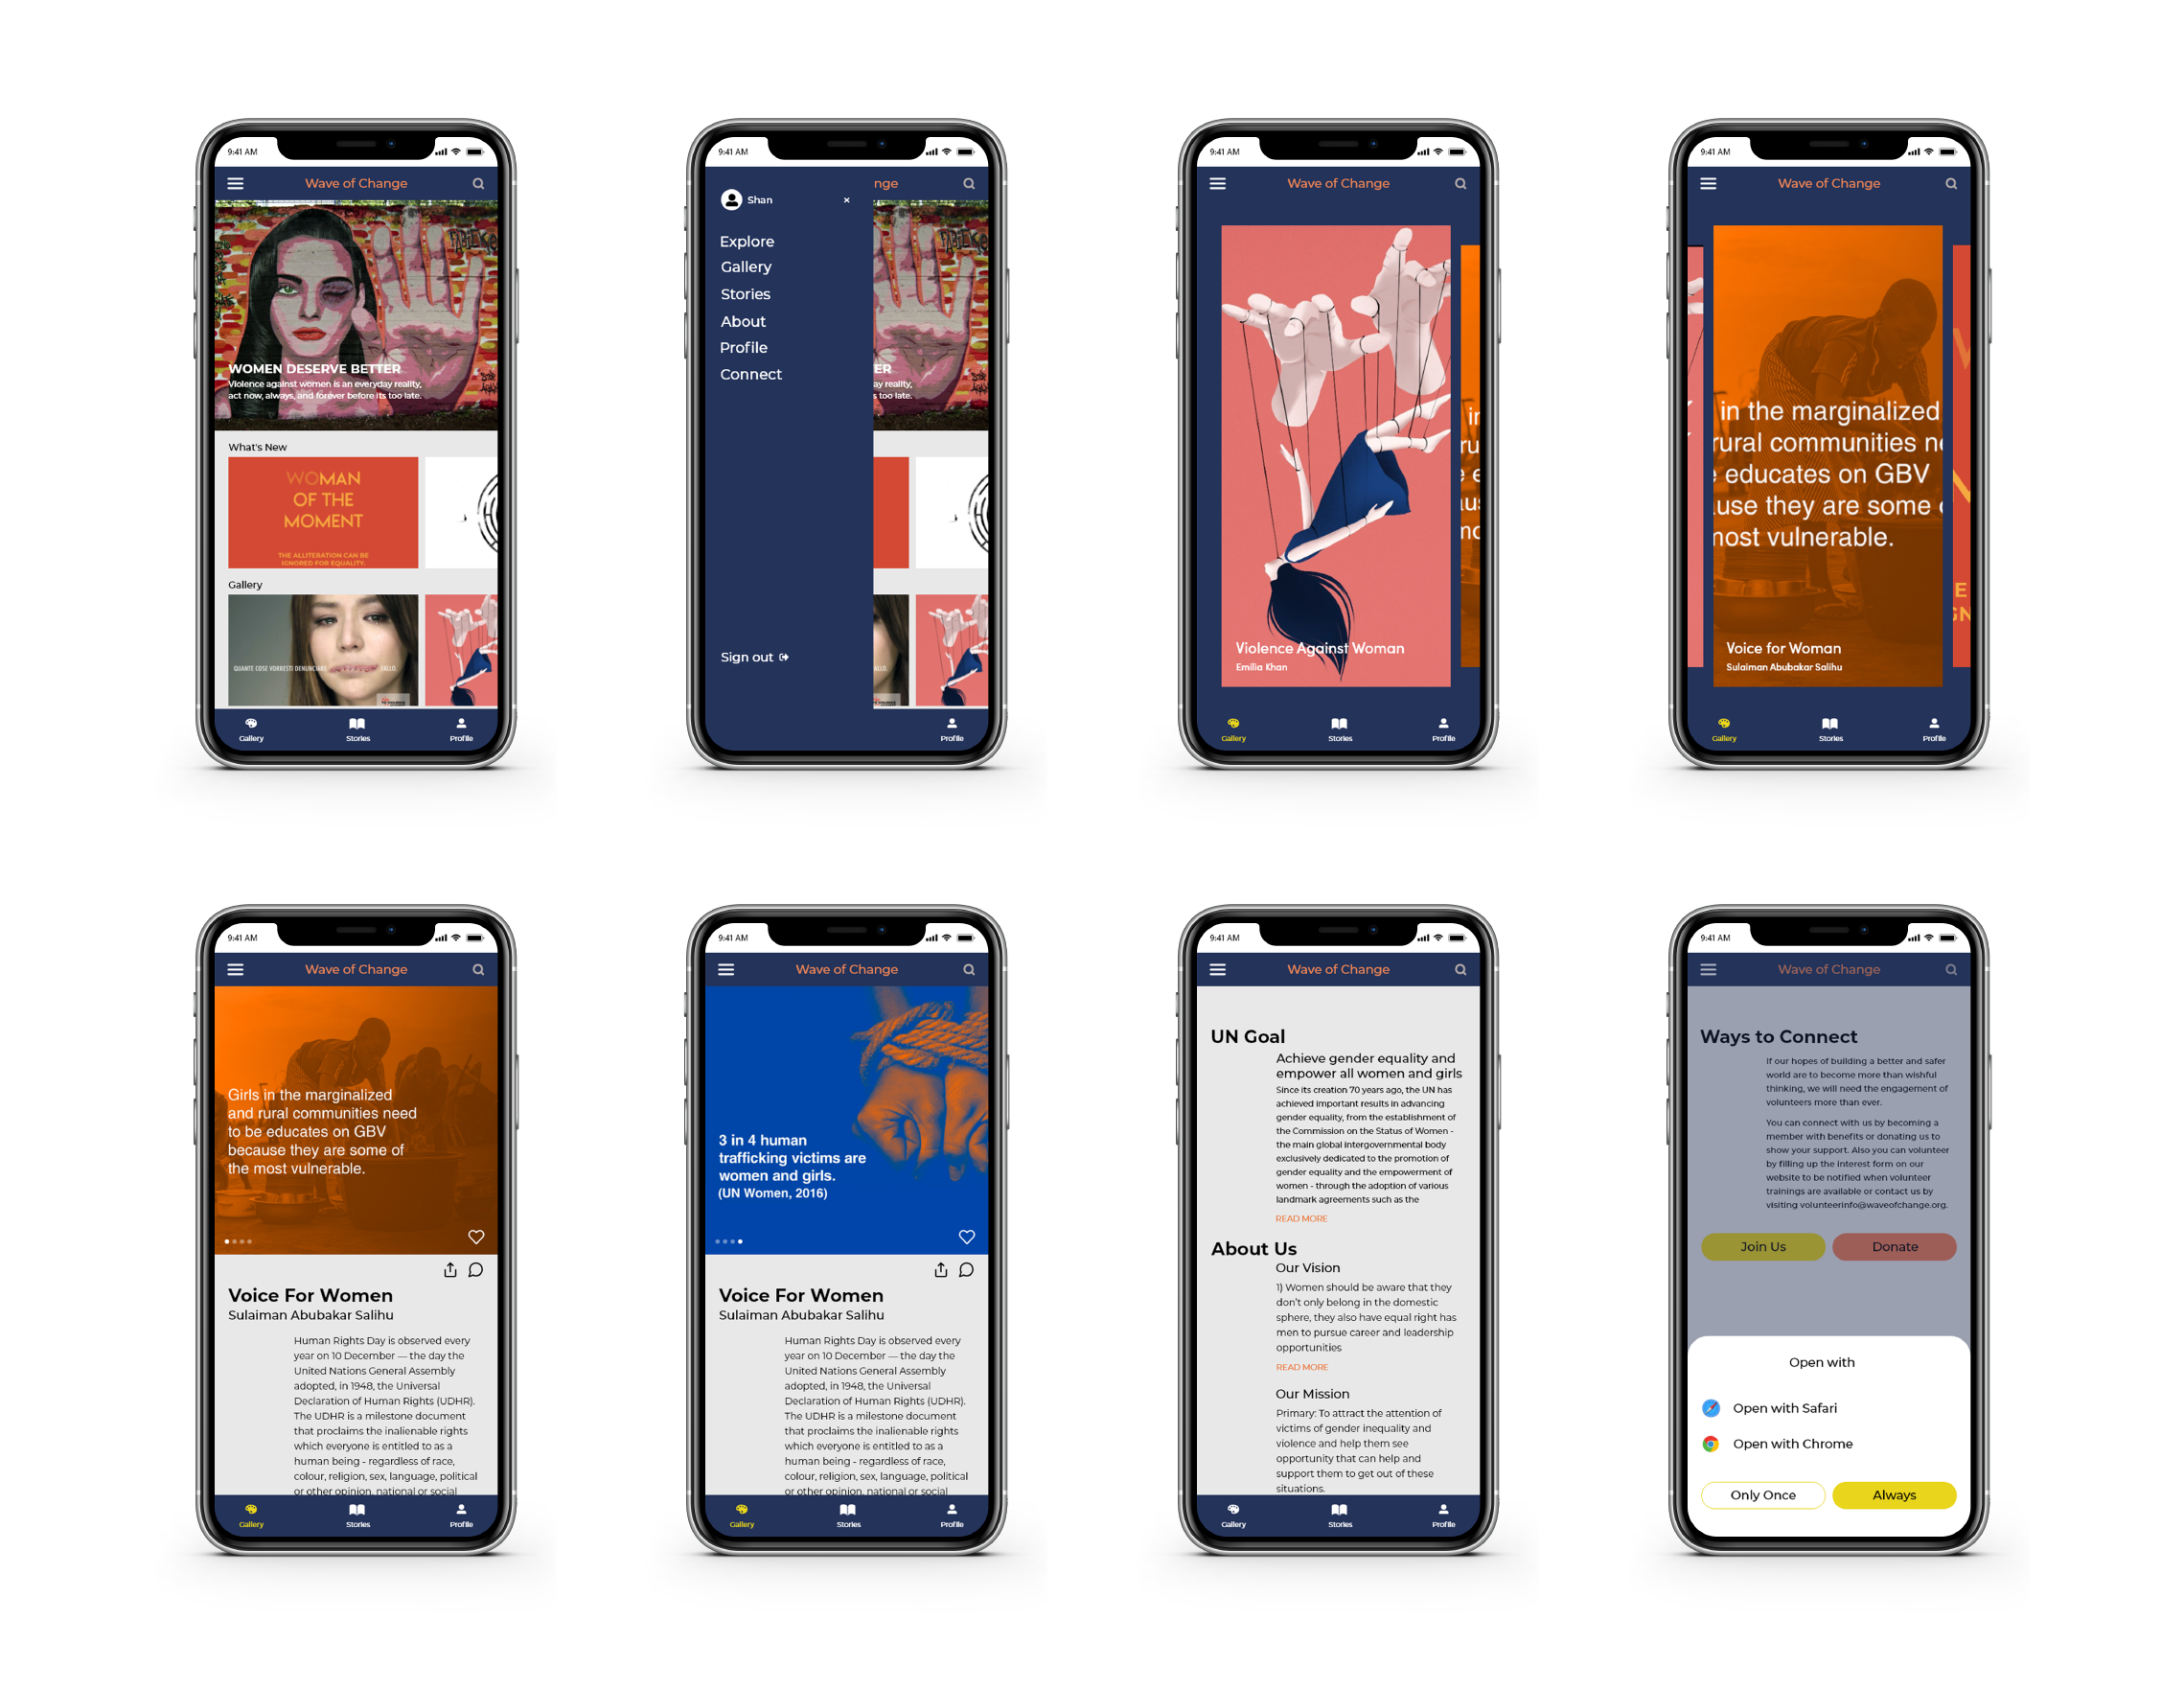 9:41 AM
Wave of Change
WOMEN DESERVE BETTER
Violence against women is an everyday reality,
act now, always, and forever before its too late.
What's New
WOMAN
OF THE
MOMENT
THE ALLITERATION CAN BE
IGNORED FOR EQUALITY.
Gallery
QUANTE COSE VORRESTI DENUNCIARE
FALLO.
Gallery
Stories
Profile
9:41 AM
nge
Shan
×
Explore
Gallery
Stories
About
Profile
Connect
ER
ay reality,
s too late.
ALLO.
Sign out
Profile
9:41 AM
Wave of Change
in
ru
e
us
mo
Violence Against Woman
Emilia Khan
Gallery
Stories
Profile
9:41 AM
Wave of Change
in the marginalized
rural communities ne
educates on GBV
use they are some
most vulnerable.
E
GN
Voice for Woman
Sulaiman Abubakar Salihu
Gallery
Stories
Profile
9:41 AM
Wave of Change
Girls in the marginalized
and rural communities need
to be educates on GBV
because they are some of
the most vulnerable.
Voice For Women
Sulaiman Abubakar Salihu
Human Rights Day is observed every
year on 10 December — the day the
United Nations General Assembly
adopted, in 1948, the Universal
Declaration of Human Rights (UDHR).
The UDHR is a milestone document
that proclaims the inalienable rights
which everyone is entitled to as a
human being - regardless of race,
colour, religion, sex, language, political
or other opinion, national or social
Gallery
Stories
Profile
9:41 AM
Wave of Change
3 in 4 human
trafficking victims are
women and girls.
(UN Women, 2016)
Voice For Women
Sulaiman Abubakar Salihu
Human Rights Day is observed every
year on 10 December — the day the
United Nations General Assembly
adopted, in 1948, the Universal
Declaration of Human Rights (UDHR).
The UDHR is a milestone document
that proclaims the inalienable rights
which everyone is entitled to as a
human being - regardless of race,
colour, religion, sex, language, political
or other opinion, national or social
Gallery
Stories
Profile
9:41 AM
Wave of Change
UN Goal
Achieve gender equality and
empower all women and girls
Since its creation 70 years ago, the UN has
achieved important results in advancing
gender equality, from the establishment of
the Commission on the Status of Women -
the main global intergovernmental body
exclusively dedicated to the promotion of
gender equality and the empowerment of
women - through the adoption of various
landmark agreements such as the
READ MORE
About Us
Our Vision
1) Women should be aware that they
don't only belong in the domestic
sphere, they also have equal right has
men to pursue career and leadership
opportunities
READ MORE
Our Mission
Primary: To attract the attention of
victims of gender inequality and
violence and help them see
opportunity that can help and
support them to get out of these
situations.
Gallery
Stories
Profile
9:41 AM
Wave of Change
Ways to Connect
If our hopes of building a better and safer
world are to become more than wishful
thinking, we will need the engagement of
volunteers more than ever.
You can connect with us by becoming a
member with benefits or donating us to
show your support. Also you can volunteer
by filling up the interest form on our
website to be notified when volunteer
trainings are available or contact us by
visiting volunteerinfo@waveofchange.org.
Join Us
Donate
Open with
Open with Safari
Open with Chrome
Only Once
Always